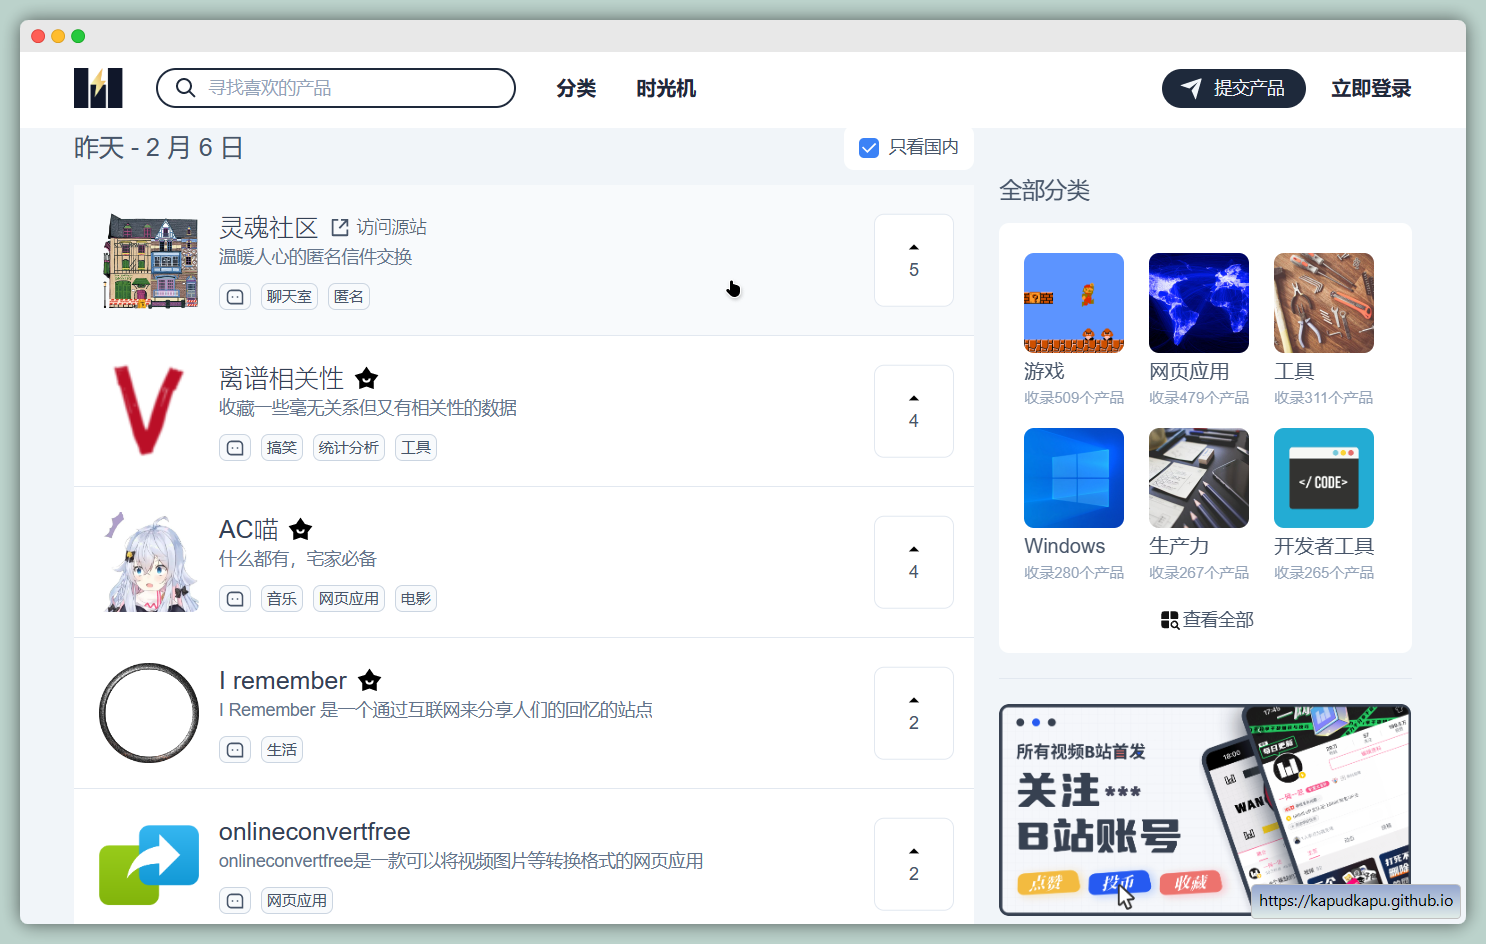 寻找喜欢的产品
分类
时光机
提交产品
立即登录
昨天 - 2 月 6 日
只看国内
灵魂社区 访问源站
温暖人心的匿名信件交换
聊天室 匿名
5
离谱相关性
收藏一些毫无关系但又有相关性的数据
搞笑 统计分析 工具
4
AC喵
什么都有，宅家必备
音乐 网页应用 电影
4
I remember
I Remember 是一个通过互联网来分享人们的回忆的站点
生活
2
onlineconvertfree
onlineconvertfree是一款可以将视频图片等转换格式的网页应用
网页应用
2
全部分类
游戏
收录509个产品
网页应用
收录479个产品
工具
收录311个产品
</ CODE>
Windows
收录280个产品
生产力
收录267个产品
开发者工具
收录265个产品
查看全部
所有视频B站首发
关注***
B站账号
点赞 投币 收藏
17:45
18:00
每日更新
https://kapudkapu.github.io